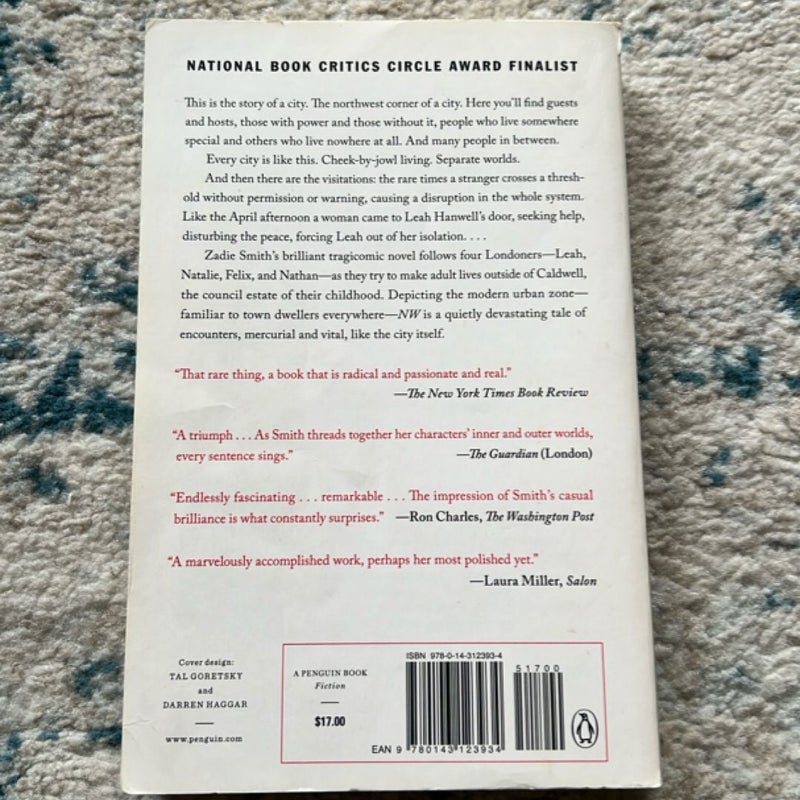 NATIONAL BOOK CRITICS CIRCLE AWARD FINALIST
This is the story of a city. The northwest corner of a city. Here you'll find guests
and hosts, those with power and those without it, people who live somewhere
special and others who live nowhere at all. And many people in between.
Every city is like this. Cheek-by-jowl living. Separate worlds.
And then there are the visitations: the rare times a stranger crosses a thresh-
old without permission or warning, causing a disruption in the whole system.
Like the April afternoon a woman came to Leah Hanwell's door, seeking help,
disturbing the peace, forcing Leah out of her isolation. . . .
Zadie Smith's brilliant tragicomic novel follows four Londoners—Leah,
Natalie, Felix, and Nathan—as they try to make adult lives outside of Caldwell,
the council estate of their childhood. Depicting the modern urban zone—
familiar to town dwellers everywhere—NW is a quietly devastating tale of
encounters, mercurial and vital, like the city itself.
"That rare thing, a book that is radical and passionate and real."
—The New York Times Book Review
"A triumph . . . As Smith threads together her characters' inner and outer worlds,
every sentence sings." —The Guardian (London)
"Endlessly fascinating . . . remarkable . . . The impression of Smith's casual
brilliance is what constantly surprises." —Ron Charles, The Washington Post
"A marvelously accomplished work, perhaps her most polished yet."
—Laura Miller, Salon
Cover design:
TAL GORETSKY
and
DARREN HAGGAR
www.penguin.com
A PENGUIN BOOK
Fiction
$17.00
ISBN 978-0-14-312393-4
51700
EAN 9 780143 123934